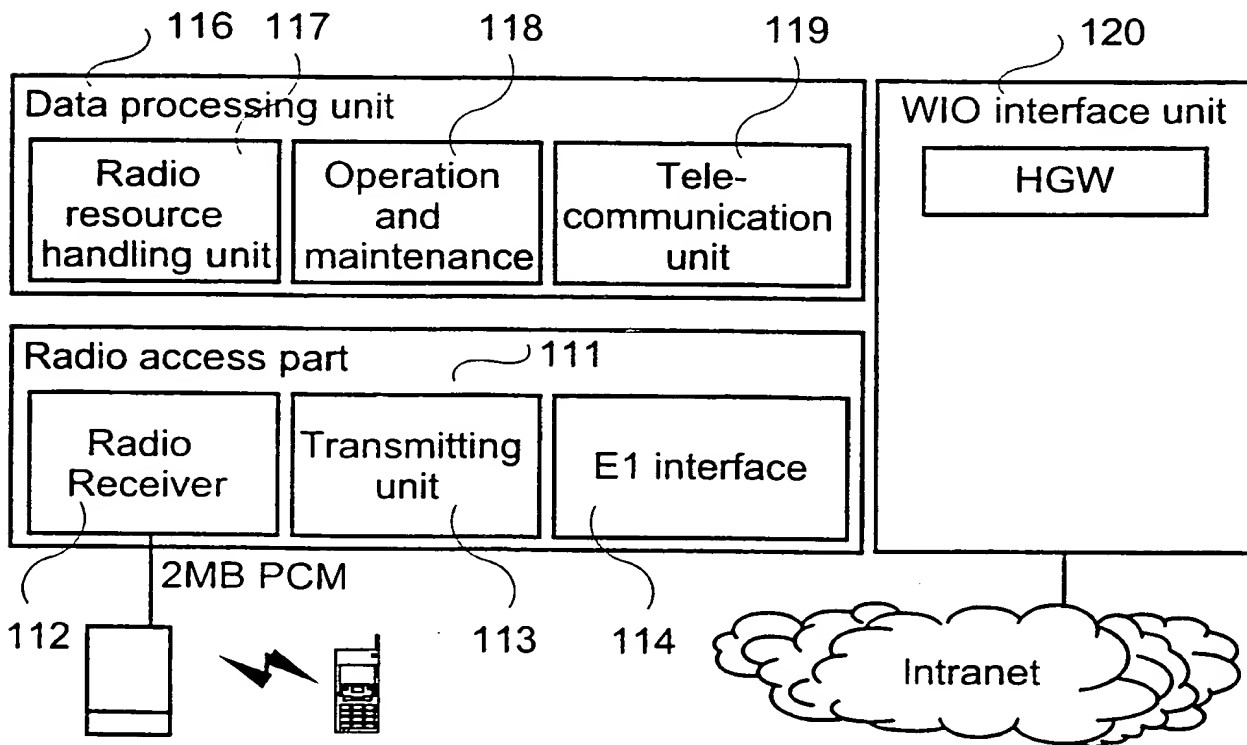 116
117
118
119
120
Data processing unit
WIO interface unit
Radio
resource
handling unit
Operation
and
maintenance
Tele-
communication
unit
HGW
Radio access part
111
Radio
Receiver
Transmitting
unit
E1 interface
2MB PCM
112
113
114
Intranet